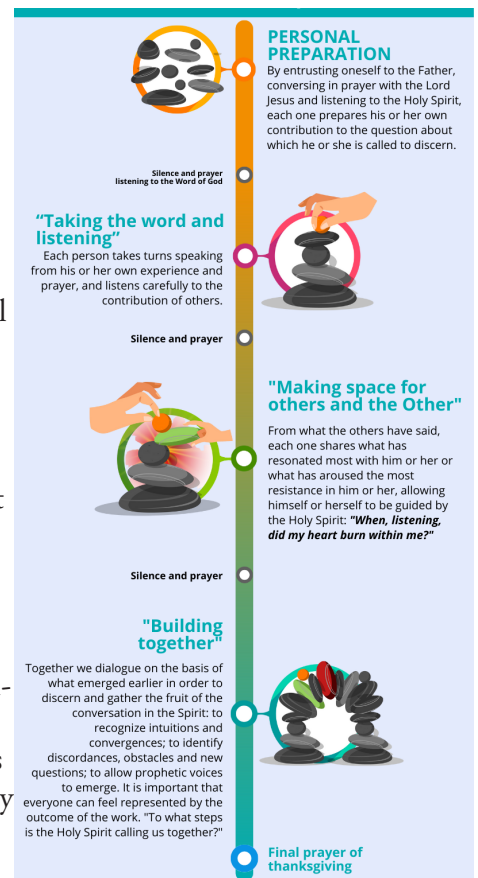 PERSONAL
PREPARATION
By entrusting oneself to the Father,
conversing in prayer with the Lord
Jesus and listening to the Holy Spirit,
each one prepares his or her own
contribution to the question about
which he or she is called to discern.
Silence and prayer
listening to the Word of God
“Taking the word and
listening”
Each person takes turns speaking
from his or her own experience and
prayer, and listens carefully to the
contribution of others.
Silence and prayer
"Making space for
others and the Other"
From what the others have said,
each one shares what has
resonated most with him or her or
what has aroused the most
resistance in him or her, allowing
himself or herself to be guided by
the Holy Spirit: "When, listening,
did my heart burn within me?"
Silence and prayer
"Building
together"
Together we dialogue on the basis of
what emerged earlier in order to
discern and gather the fruit of the
conversation in the Spirit: to
recognize intuitions and
convergences; to identify
discordances, obstacles and new
questions; to allow prophetic voices
to emerge. It is important that
everyone can feel represented by the
outcome of the work. "To what steps
is the Holy Spirit calling us together?"
Final prayer of
thanksgiving